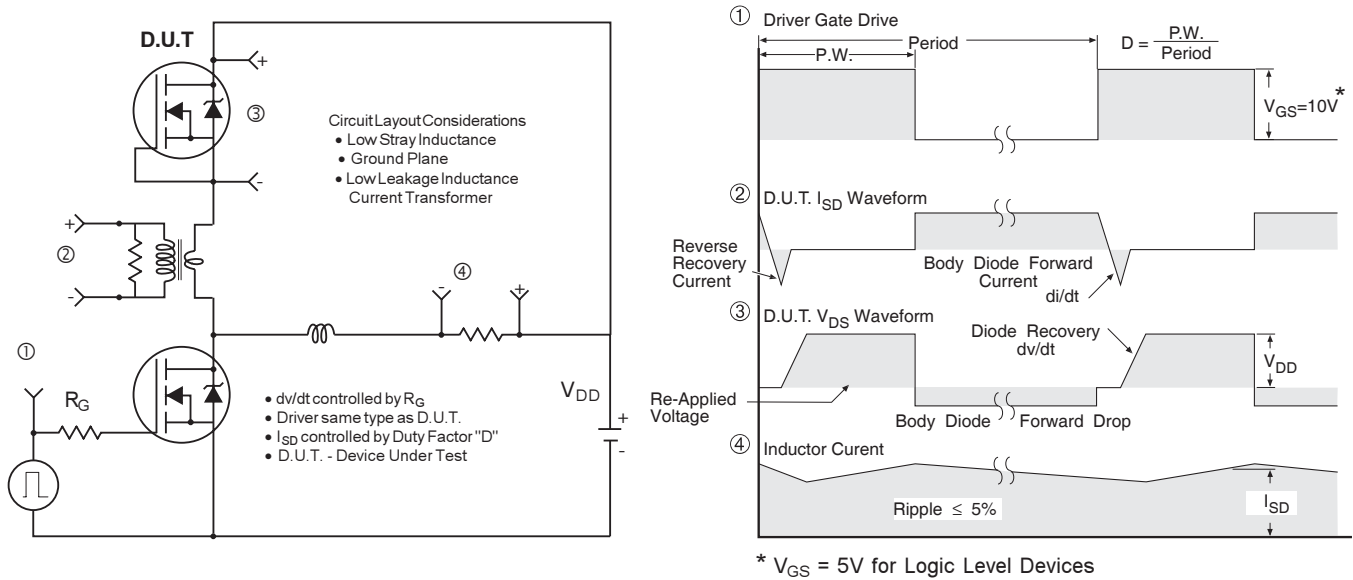 D.U.T
+
③
-
Circuit Layout Considerations
• Low Stray Inductance
• Ground Plane
• Low Leakage Inductance
Current Transformer
+
②
-
④
-
+
①
R_G
V_DD
+
-
• dv/dt controlled by R_G
• Driver same type as D.U.T.
• I_SD controlled by Duty Factor "D"
• D.U.T. - Device Under Test
① Driver Gate Drive
P.W.
Period
D = P.W.
Period
V_GS=10V *
② D.U.T. I_SD Waveform
Reverse
Recovery
Current
Body Diode Forward
Current
di/dt
③ D.U.T. V_DS Waveform
Diode Recovery
dv/dt
V_DD
Re-Applied
Voltage
Body Diode Forward Drop
④ Inductor Curent
Ripple ≤ 5%
I_SD
* V_GS = 5V for Logic Level Devices